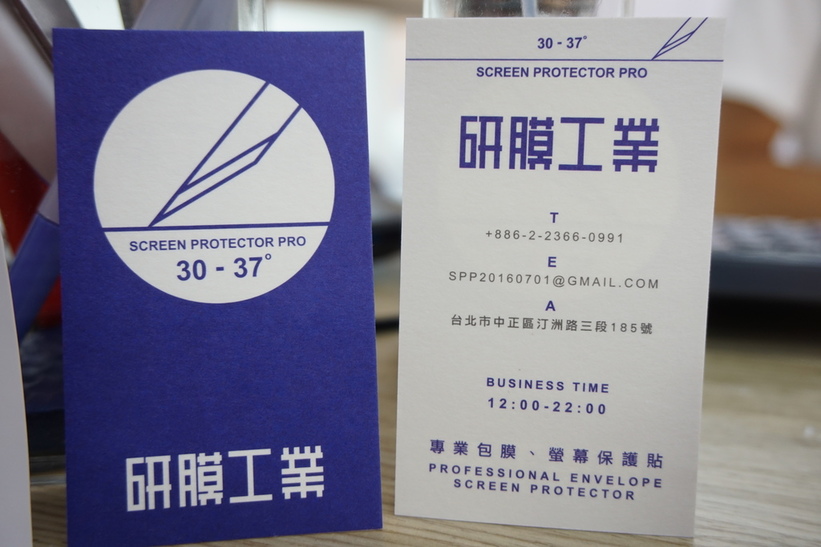 SCREEN PROTECTOR PRO
30 - 37°
研膜工業
30 - 37°
SCREEN PROTECTOR PRO
研膜工業
T
+886-2-2366-0991
E
SPP20160701@GMAIL.COM
A
台北市中正區汀洲路三段185號
BUSINESS TIME
12:00-22:00
專業包膜、螢幕保護貼
PROFESSIONAL ENVELOPE
SCREEN PROTECTOR